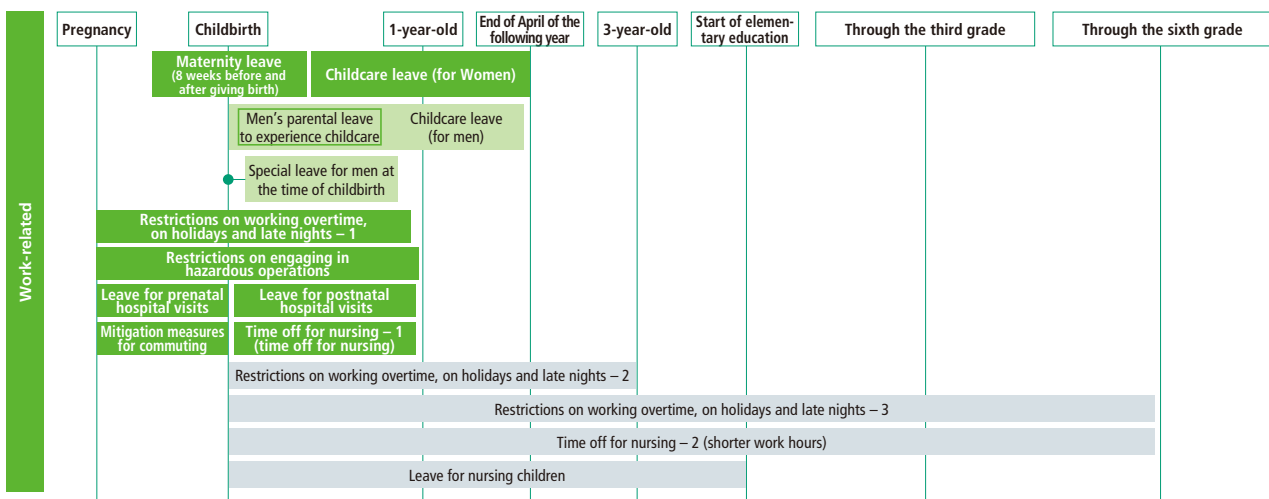 Pregnancy
Childbirth
1-year-old
End of April of the
following year
3-year-old
Start of elemen-
tary education
Through the third grade
Through the sixth grade
Work-related
Maternity leave
(8 weeks before and
after giving birth)
Childcare leave (for Women)
Men’s parental leave
to experience childcare
Childcare leave
(for men)
Special leave for men at
the time of childbirth
Restrictions on working overtime,
on holidays and late nights – 1
Restrictions on engaging in
hazardous operations
Leave for prenatal
hospital visits
Leave for postnatal
hospital visits
Mitigation measures
for commuting
Time off for nursing – 1
(time off for nursing)
Restrictions on working overtime, on holidays and late nights – 2
Restrictions on working overtime, on holidays and late nights – 3
Time off for nursing – 2 (shorter work hours)
Leave for nursing children